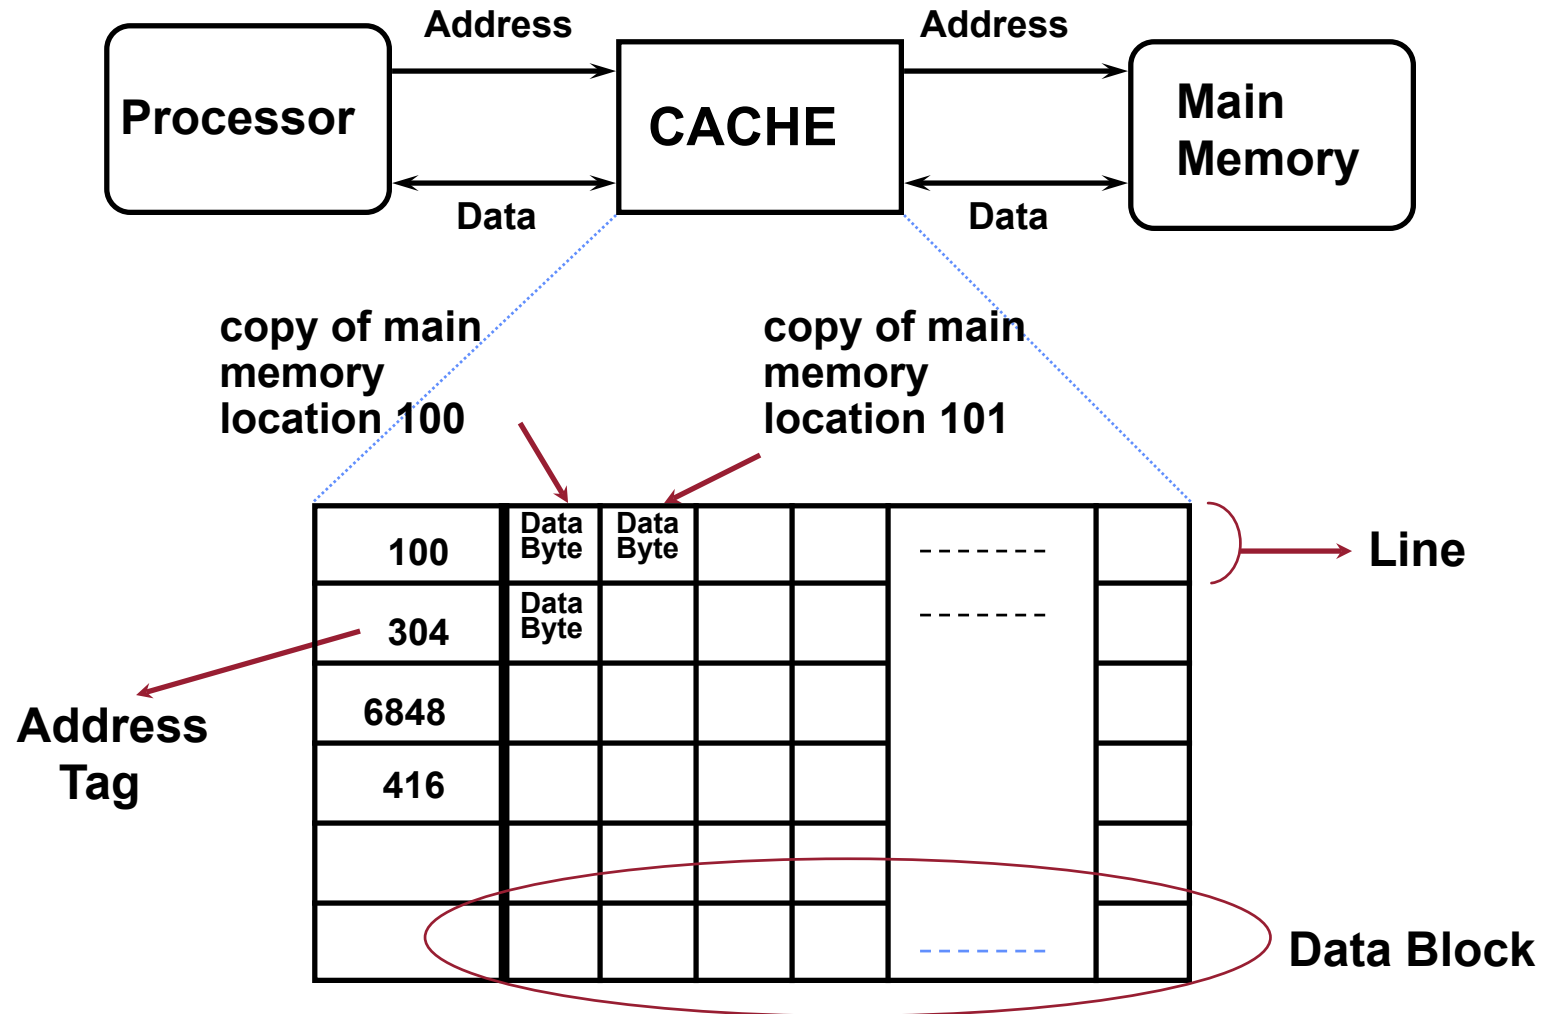 Address
Address
Processor
CACHE
Main
Memory
Data
Data
copy of main
memory
location 100
copy of main
memory
location 101
100
Data
Byte
Data
Byte
Line
304
Data
Byte
6848
Address
Tag
416
Data Block